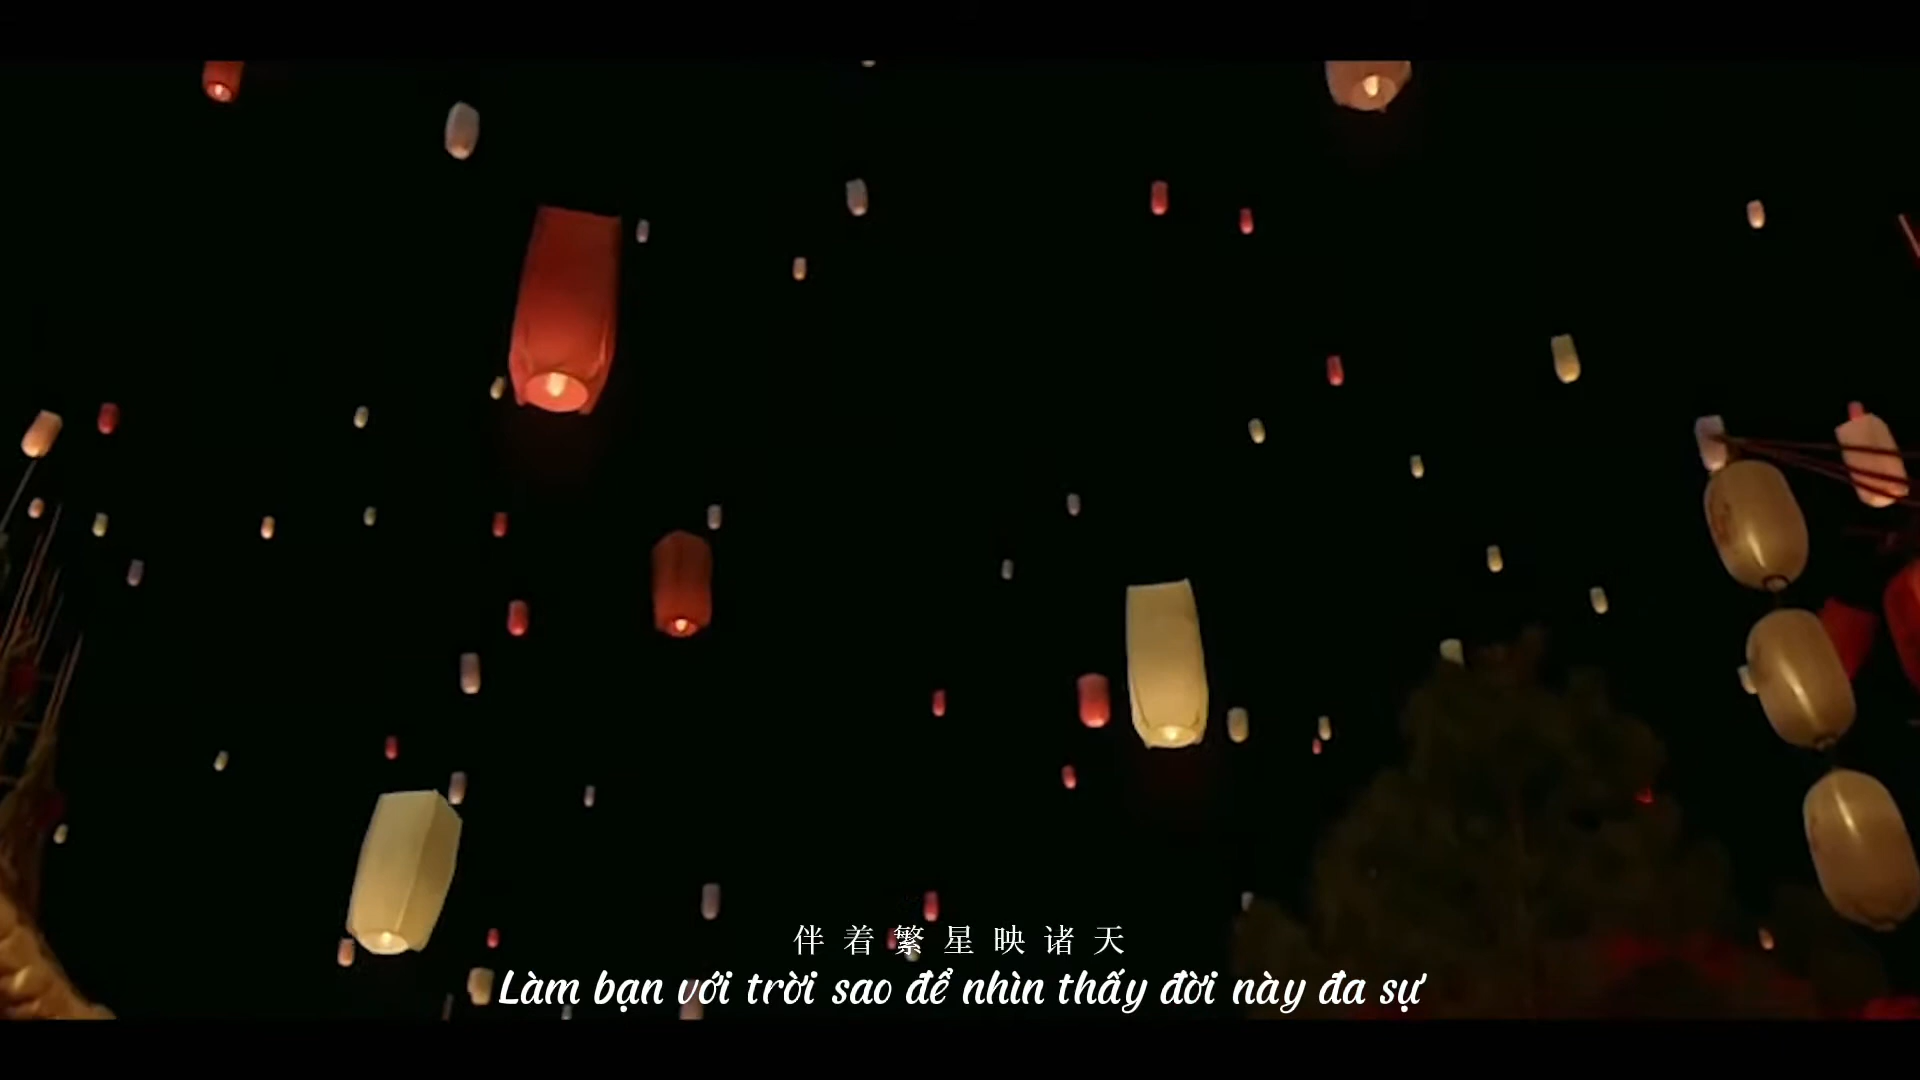 伴着繁星映诸天
Làm bạn với trời sao để nhìn thấy đời này đa sự